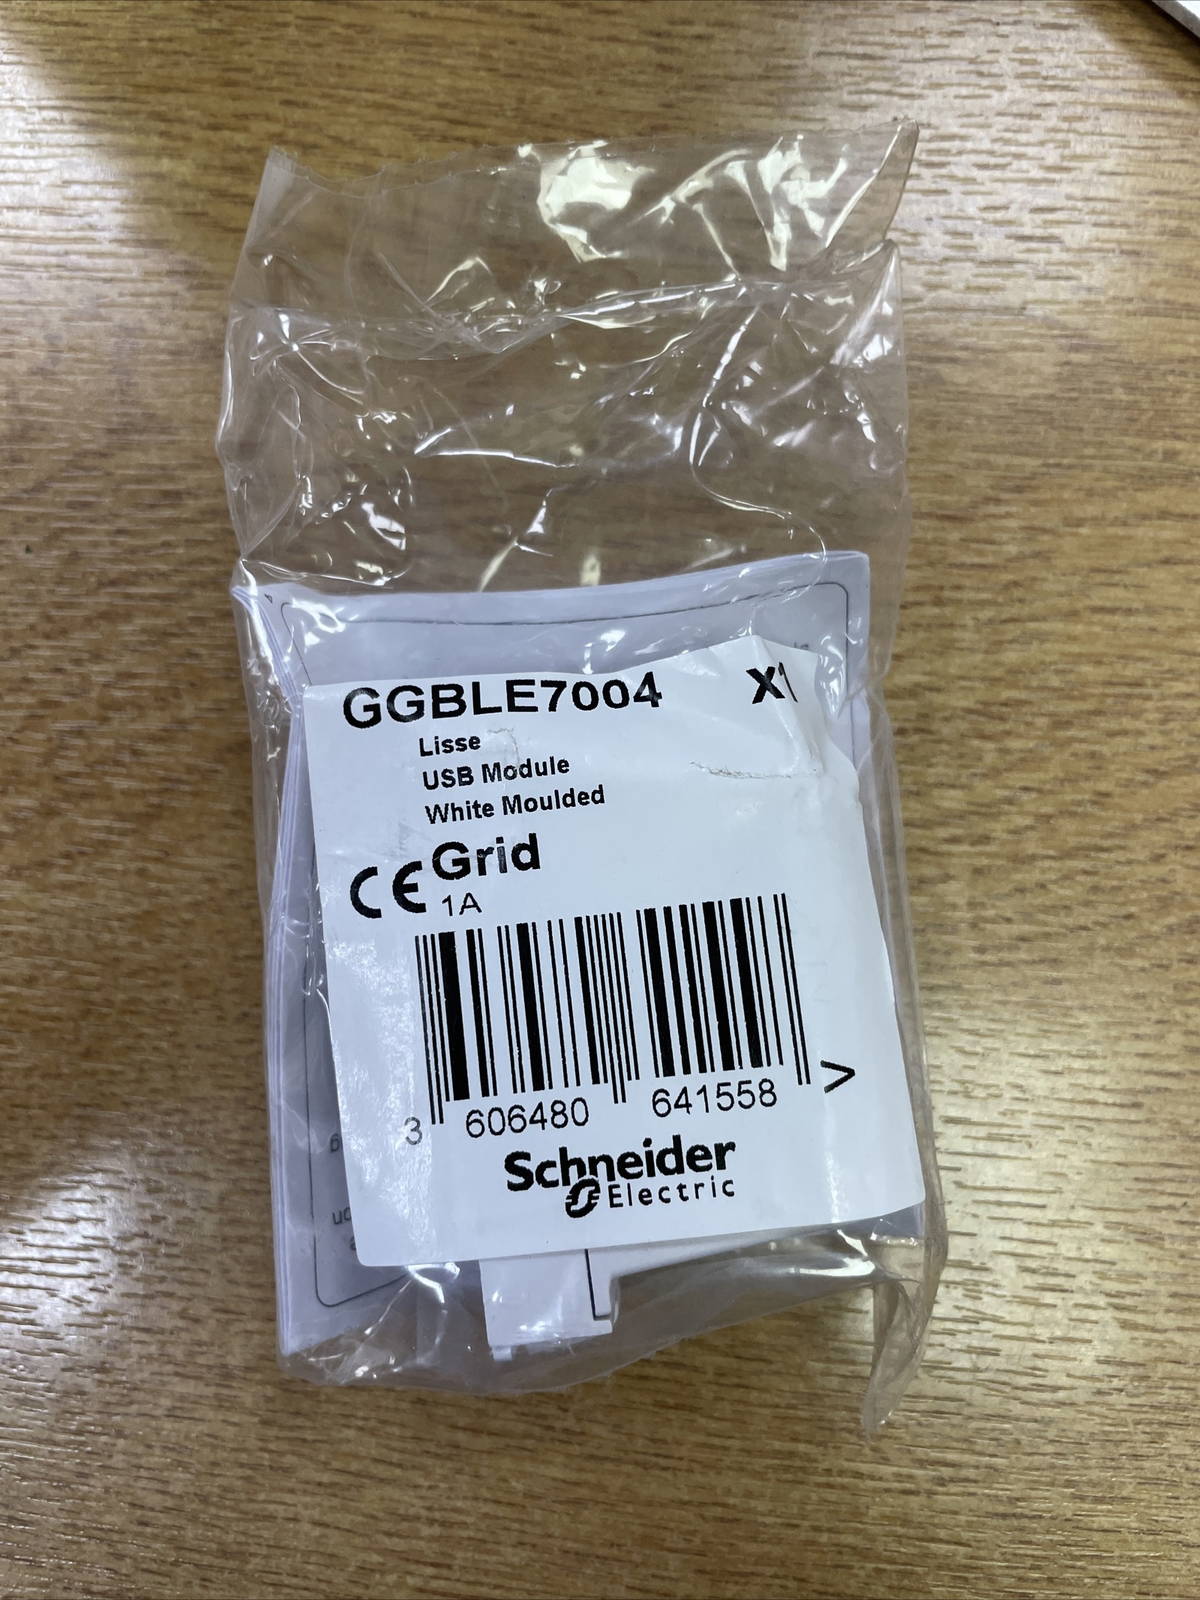 GGBLE7004 X1
Lisse
USB Module
White Moulded
CE Grid
1A
3 606480 641558 >
Schneider
Electric